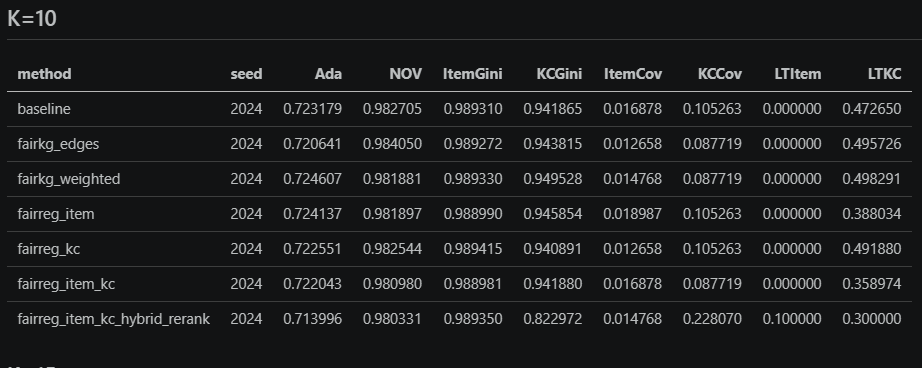 K=10
method seed Ada NOV ItemGini KCGini ItemCov KCCov LTItem LTKC
baseline 2024 0.723179 0.982705 0.989310 0.941865 0.016878 0.105263 0.000000 0.472650
fairkg_edges 2024 0.720641 0.984050 0.989272 0.943815 0.012658 0.087719 0.000000 0.495726
fairkg_weighted 2024 0.724607 0.981881 0.989330 0.949528 0.014768 0.087719 0.000000 0.498291
fairreg_item 2024 0.724137 0.981897 0.988990 0.945854 0.018987 0.105263 0.000000 0.388034
fairreg_kc 2024 0.722551 0.982544 0.989415 0.940891 0.012658 0.105263 0.000000 0.491880
fairreg_item_kc 2024 0.722043 0.980980 0.988981 0.941880 0.016878 0.087719 0.000000 0.358974
fairreg_item_kc_hybrid_rerank 2024 0.713996 0.980331 0.989350 0.822972 0.014768 0.228070 0.100000 0.300000